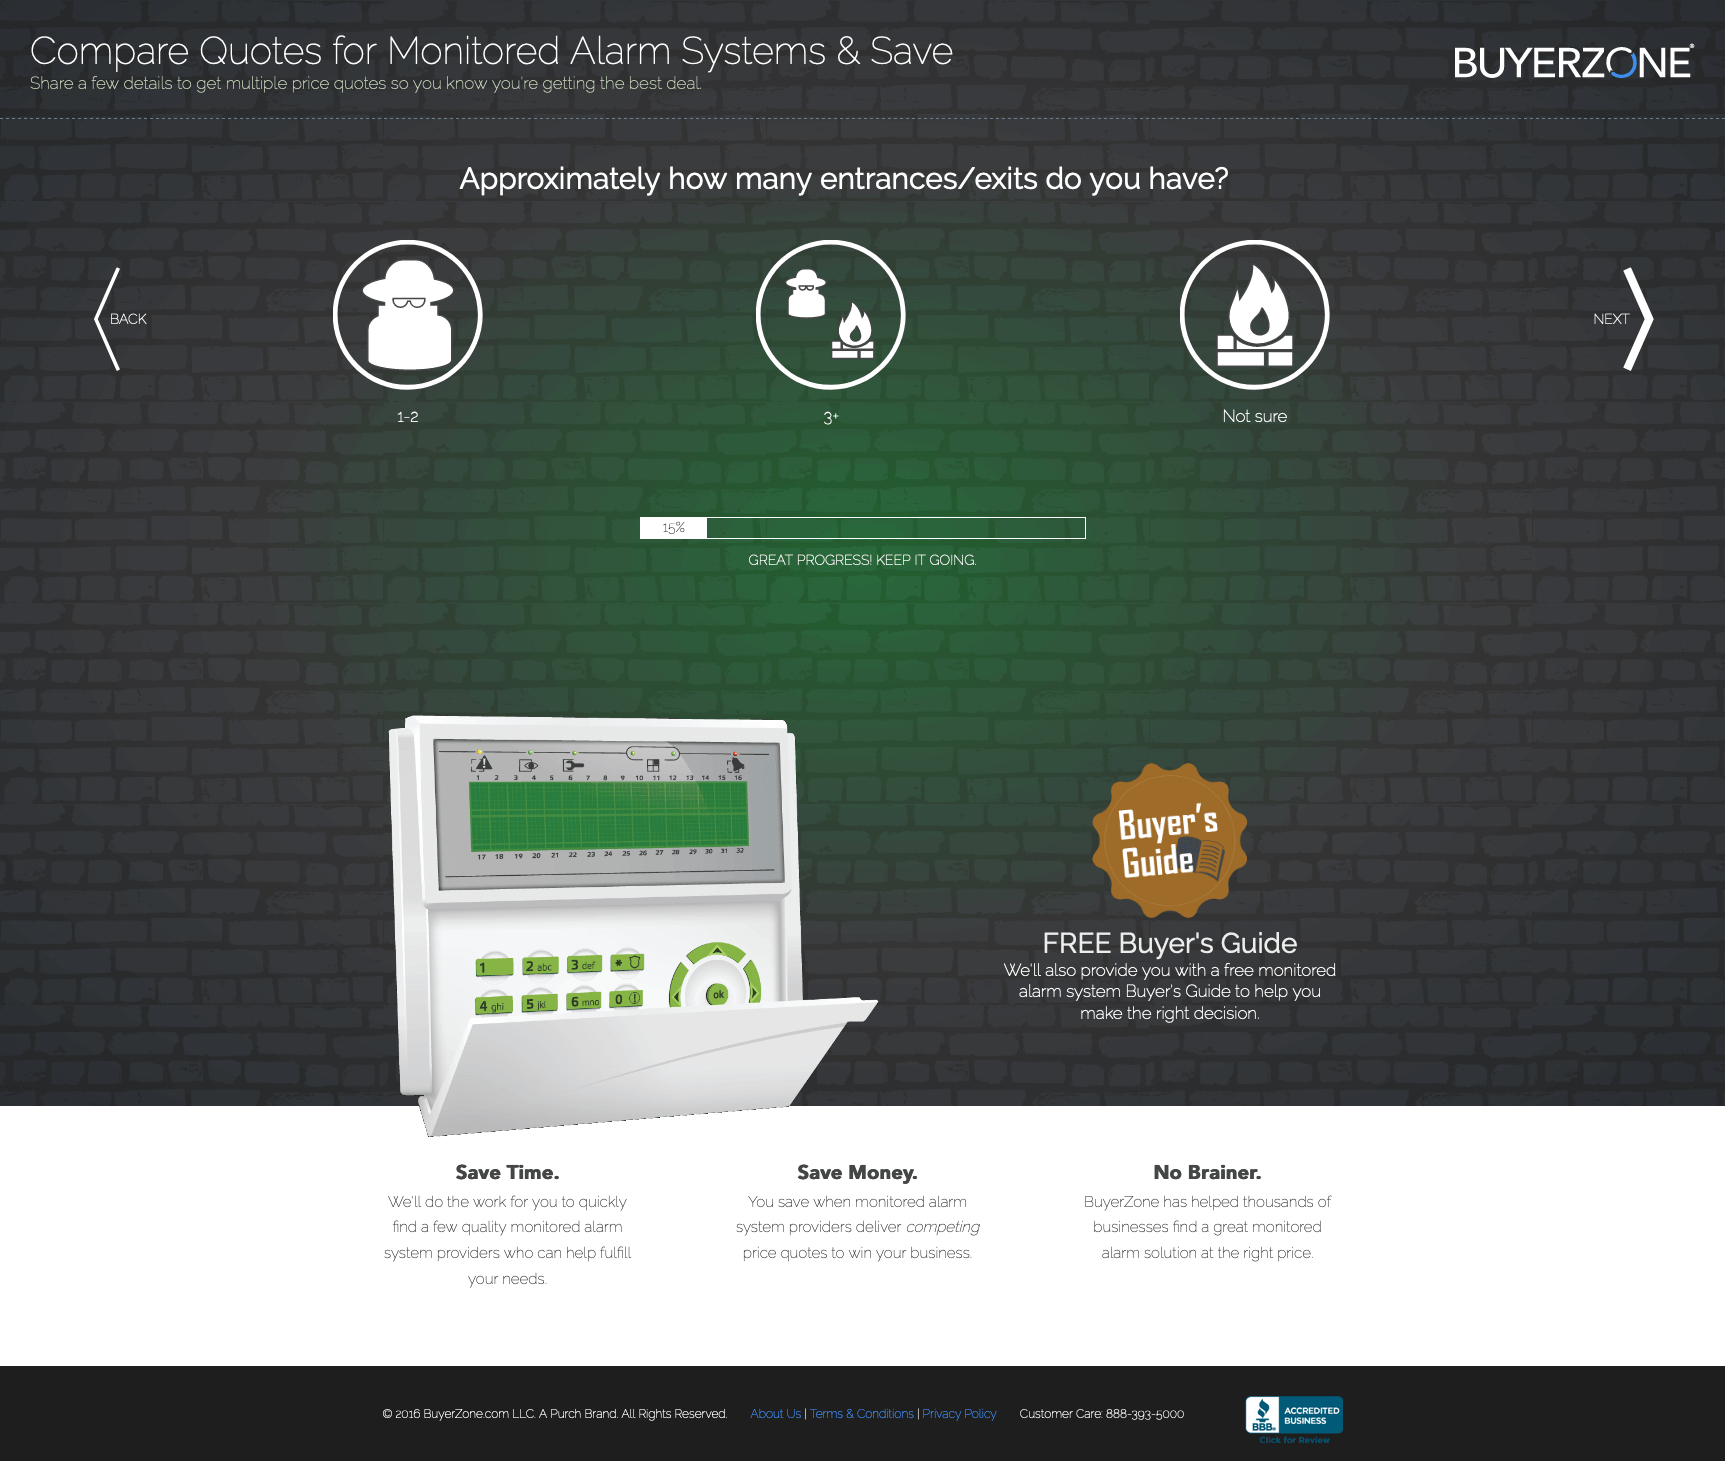 Compare Quotes for Monitored Alarm Systems & Save
Share a few details to get multiple price quotes so you know you're getting the best deal.
BUYERZONE®
Approximately how many entrances/exits do you have?
BACK
NEXT
1-2
3+
Not sure
15%
GREAT PROGRESS! KEEP IT GOING.
1 2 3 4 5 6 7 8 9 10 11 12 13 14 15 16
17 18 19 20 21 22 23 24 25 26 27 28 29 30 31 32
1 2 abc 3 def *
4 ghi 5 jkl 6 mno 0
ok
Buyer's
Guide
FREE Buyer's Guide
We'll also provide you with a free monitored
alarm system Buyer's Guide to help you
make the right decision.
Save Time.
We'll do the work for you to quickly
find a few quality monitored alarm
system providers who can help fulfill
your needs.
Save Money.
You save when monitored alarm
system providers deliver competing
price quotes to win your business.
No Brainer.
BuyerZone has helped thousands of
businesses find a great monitored
alarm solution at the right price.
© 2016 BuyerZone.com LLC. A Purch Brand. All Rights Reserved. About Us | Terms & Conditions | Privacy Policy Customer Care: 888-393-5000
BBB.
ACCREDITED
BUSINESS
Click for Review